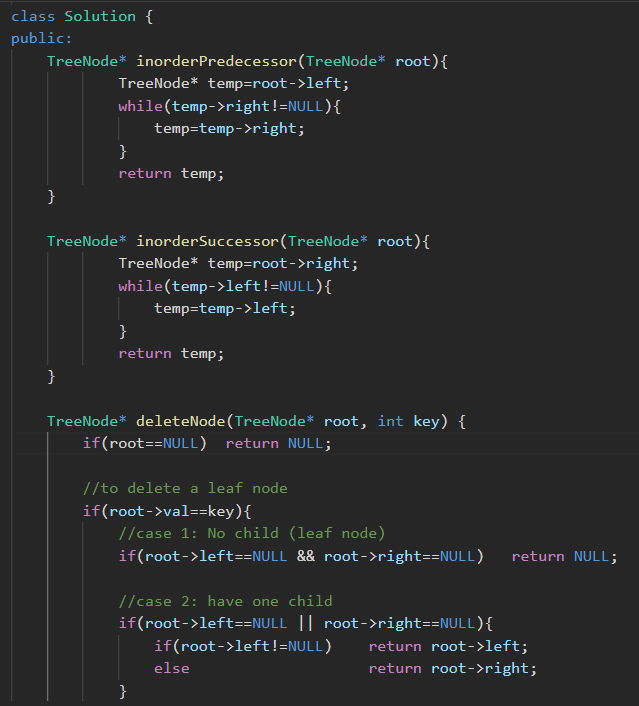 class Solution {
public:
    TreeNode* inorderPredecessor(TreeNode* root){
            TreeNode* temp=root->left;
            while(temp->right!=NULL){
                temp=temp->right;
            }
            return temp;
    }

    TreeNode* inorderSuccessor(TreeNode* root){
            TreeNode* temp=root->right;
            while(temp->left!=NULL){
                temp=temp->left;
            }
            return temp;
    }

    TreeNode* deleteNode(TreeNode* root, int key) {
        if(root==NULL)  return NULL;

        //to delete a leaf node
        if(root->val==key){
            //case 1: No child (leaf node)
            if(root->left==NULL && root->right==NULL)   return NULL;

            //case 2: have one child
            if(root->left==NULL || root->right==NULL){
                if(root->left!=NULL)    return root->left;
                else                    return root->right;
            }